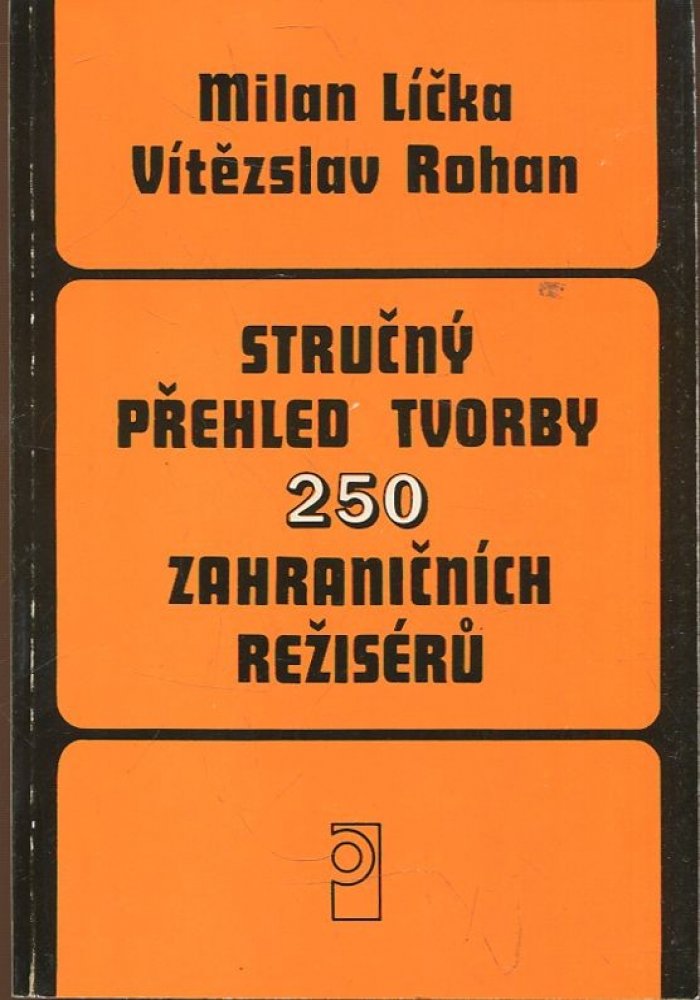 Milan Líčka
Vítězslav Rohan
STRUČNÝ
PŘEHLED TVORBY
250
ZAHRANIČNÍCH
REŽISÉRŮ